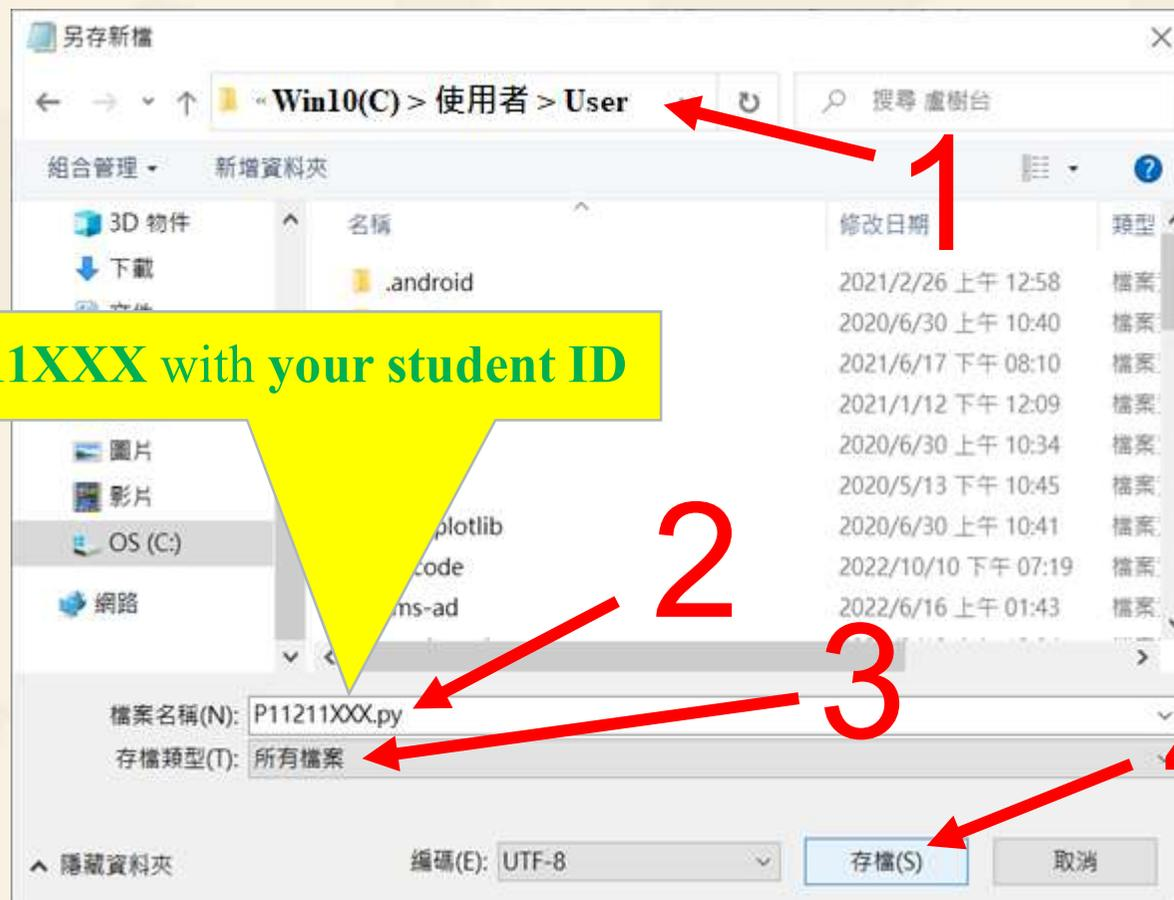 另存新檔
Win10(C) > 使用者 > User
搜尋 盧樹台
1
組合管理
新增資料夾
名稱
修改日期
類型
3D 物件
下載
圖片
影片
OS (C:)
網路
.android
2021/2/26 上午 12:58
檔案
2020/6/30 上午 10:40
檔案
2021/6/17 下午 08:10
檔案
2021/1/12 下午 12:09
檔案
2020/6/30 上午 10:34
檔案
2020/5/13 下午 10:45
檔案
plotlib
2020/6/30 上午 10:41
檔案
code
2022/10/10 下午 07:19
檔案
ms-ad
2022/6/16 上午 01:43
檔案
11XXX with your student ID
2
3
檔案名稱(N): P11211XXX.py
存檔類型(T): 所有檔案
隱藏資料夾
編碼(E): UTF-8
存檔(S)
取消